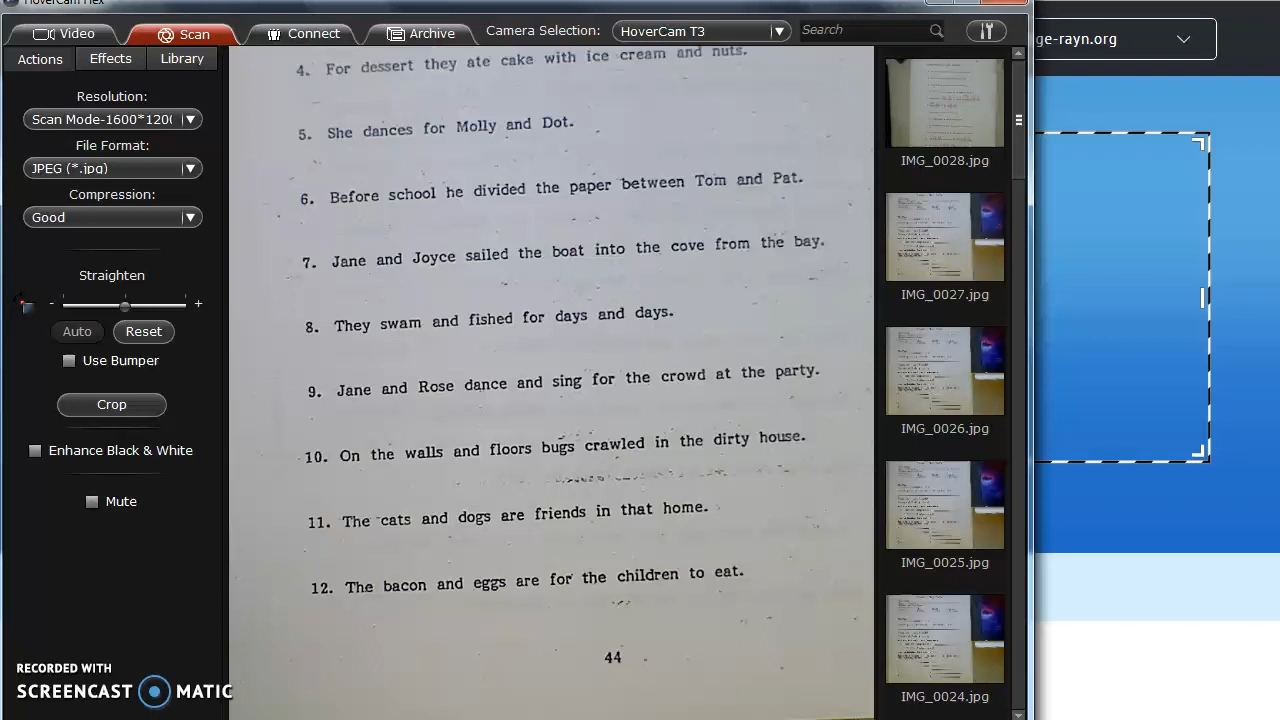 HoverCam Flex
Video
Scan
Connect
Archive
Camera Selection:
HoverCam T3
Search
ge-rayn.org
Actions
Effects
Library
Resolution:
Scan Mode-1600*120
File Format:
JPEG (*.jpg)
Compression:
Good
Straighten
- +
Auto
Reset
Use Bumper
Crop
Enhance Black & White
Mute
RECORDED WITH
SCREENCAST MATIC
4. For dessert they ate cake with ice cream and nuts.
5. She dances for Molly and Dot.
6. Before school he divided the paper between Tom and Pat.
7. Jane and Joyce sailed the boat into the cove from the bay.
8. They swam and fished for days and days.
9. Jane and Rose dance and sing for the crowd at the party.
10. On the walls and floors bugs crawled in the dirty house.
11. The cats and dogs are friends in that home.
12. The bacon and eggs are for the children to eat.
44
IMG_0028.jpg
IMG_0027.jpg
IMG_0026.jpg
IMG_0025.jpg
IMG_0024.jpg